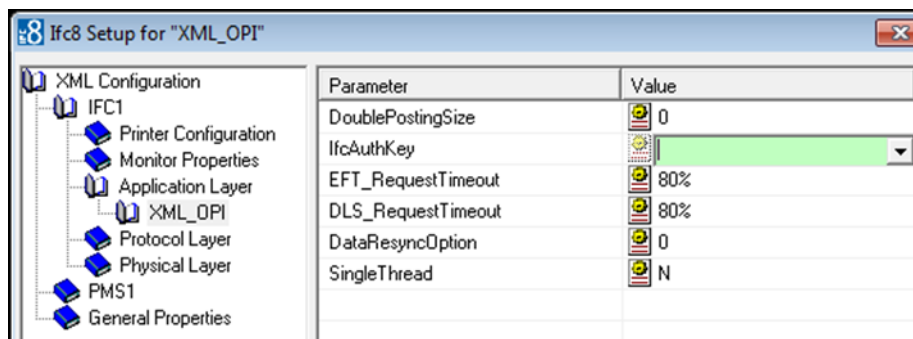 Ifc8 Setup for "XML_OPI"
XML Configuration
IFC1
Printer Configuration
Monitor Properties
Application Layer
XML_OPI
Protocol Layer
Physical Layer
PMS1
General Properties
Parameter Value
DoublePostingSize 0
IfcAuthKey
EFT_RequestTimeout 80%
DLS_RequestTimeout 80%
DataResyncOption 0
SingleThread N